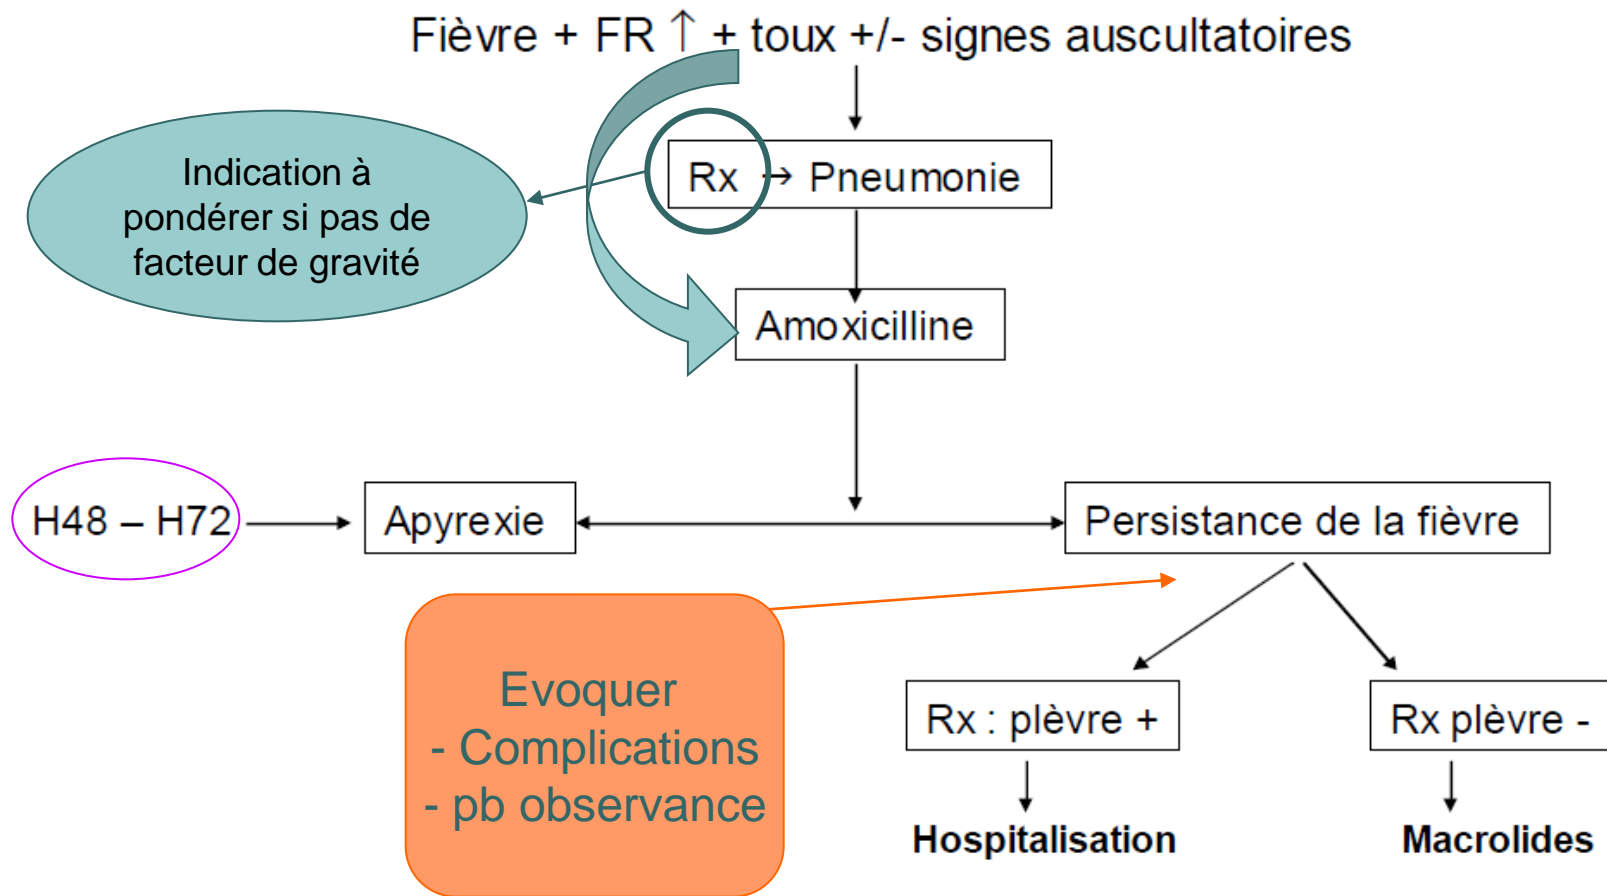 Fièvre + FR ↑ + toux +/- signes auscultatoires
Indication à
pondérer si pas de
facteur de gravité
Rx → Pneumonie
Amoxicilline
H48 – H72
Apyrexie
Persistance de la fièvre
Evoquer
- Complications
- pb observance
Rx : plèvre +
Rx plèvre -
Hospitalisation
Macrolides